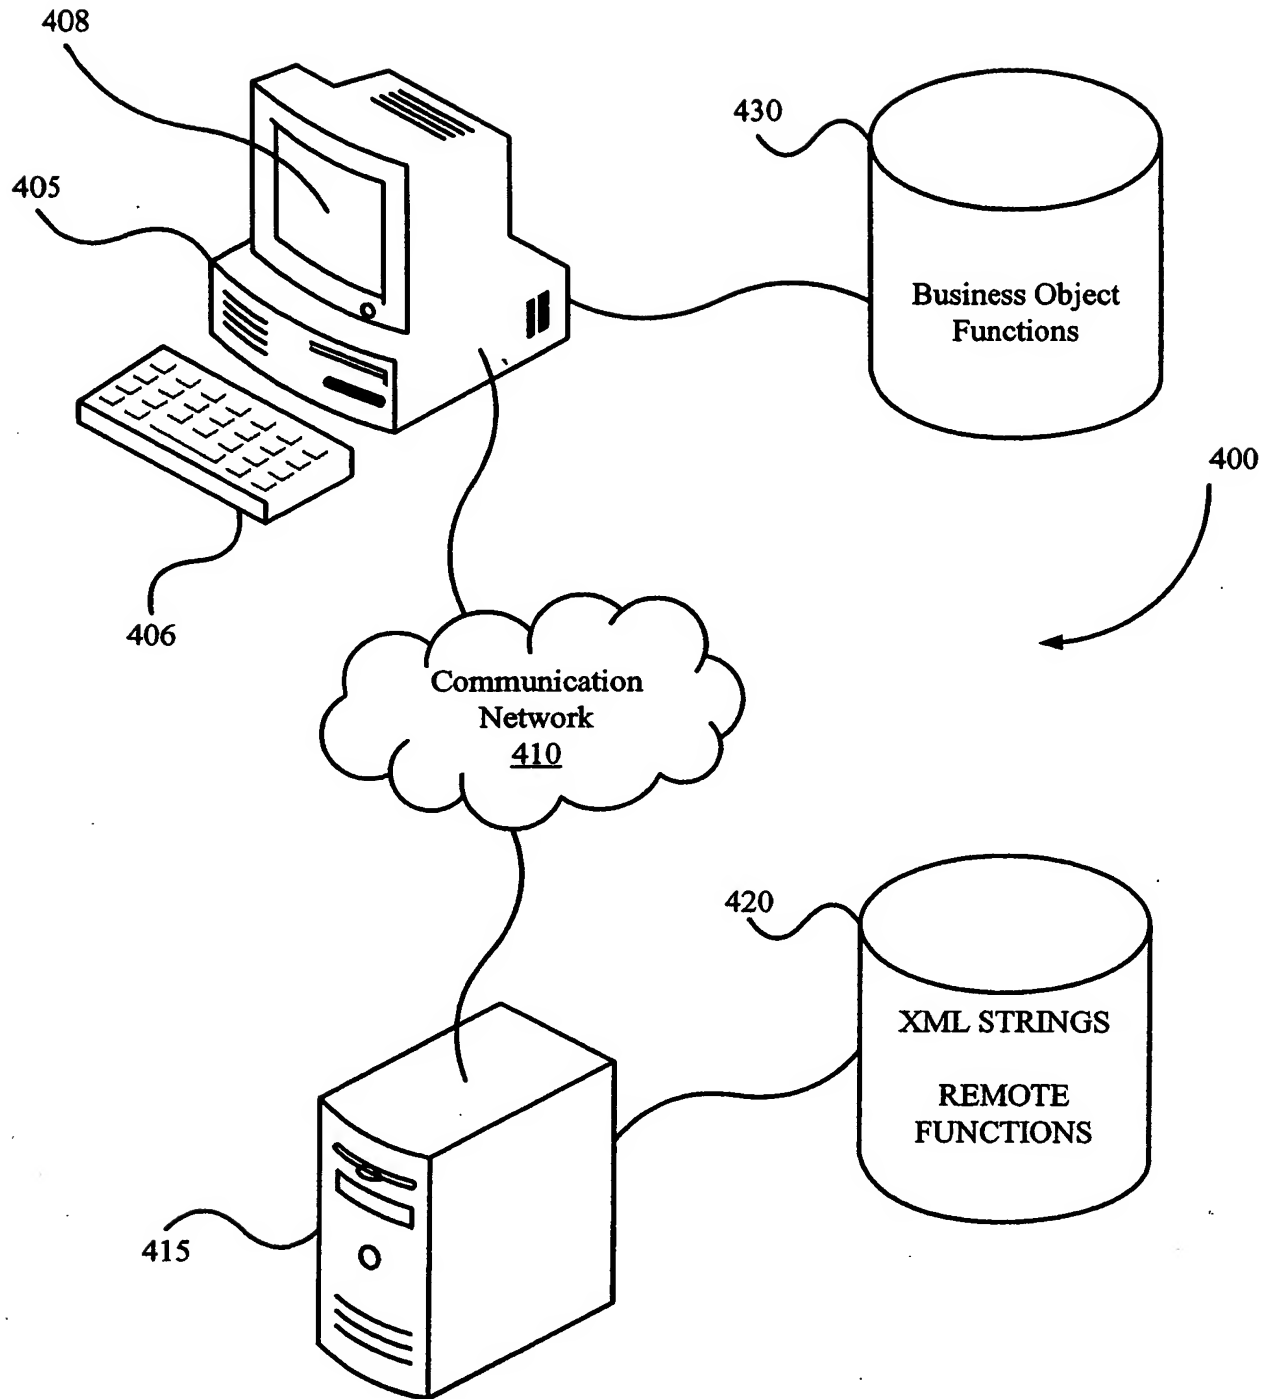 408
430
405
Business Object
Functions
400
406
Communication
Network
410
420
XML STRINGS
REMOTE
FUNCTIONS
415